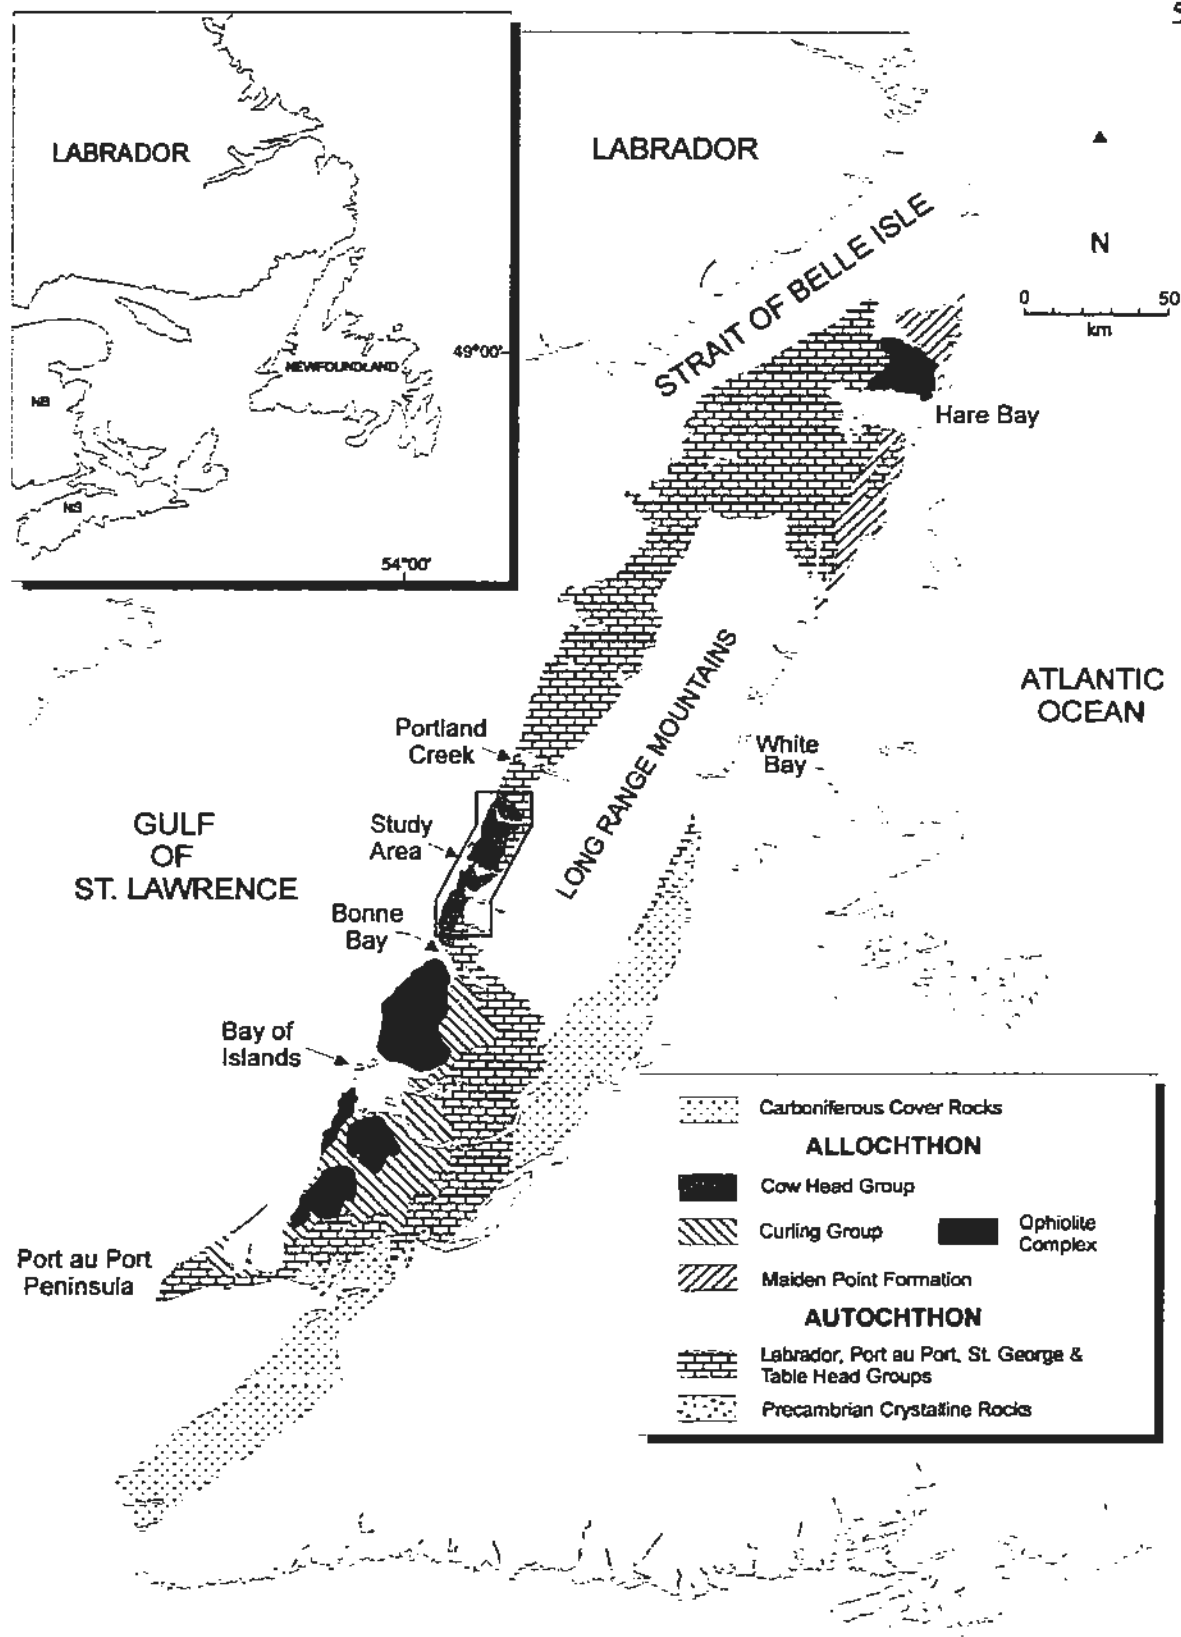 5
LABRADOR
49°00'
NEWFOUNDLAND
NB
NS
54°00'
LABRADOR
STRAIT OF BELLE ISLE
N
0 50
km
Hare Bay
ATLANTIC
OCEAN
LONG RANGE MOUNTAINS
White
Bay
Portland
Creek
Study
Area
GULF
OF
ST. LAWRENCE
Bonne
Bay
Bay of
Islands
Port au Port
Peninsula
Carboniferous Cover Rocks
ALLOCHTHON
Cow Head Group
Curling Group
Ophiolite
Complex
Maiden Point Formation
AUTOCHTHON
Labrador, Port au Port, St. George &
Table Head Groups
Precambrian Crystalline Rocks